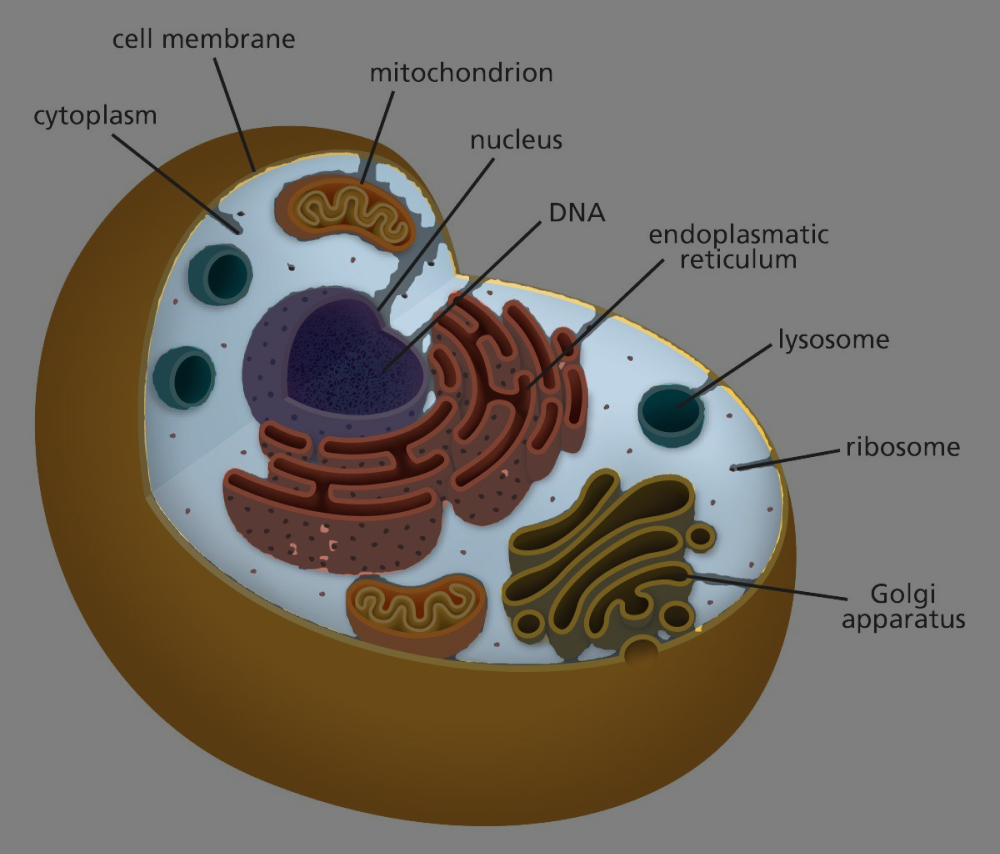 cell membrane
mitochondrion
cytoplasm
nucleus
DNA
endoplasmatic
reticulum
lysosome
ribosome
Golgi
apparatus